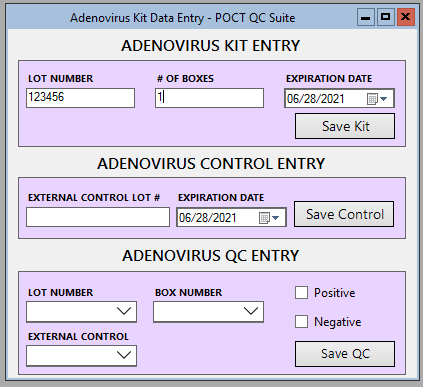 Adenovirus Kit Data Entry - POCT QC Suite
ADENOVIRUS KIT ENTRY
LOT NUMBER # OF BOXES EXPIRATION DATE
123456 1 06/28/2021
Save Kit
ADENOVIRUS CONTROL ENTRY
EXTERNAL CONTROL LOT # EXPIRATION DATE
06/28/2021 Save Control
ADENOVIRUS QC ENTRY
LOT NUMBER BOX NUMBER Positive
Negative
EXTERNAL CONTROL
Save QC